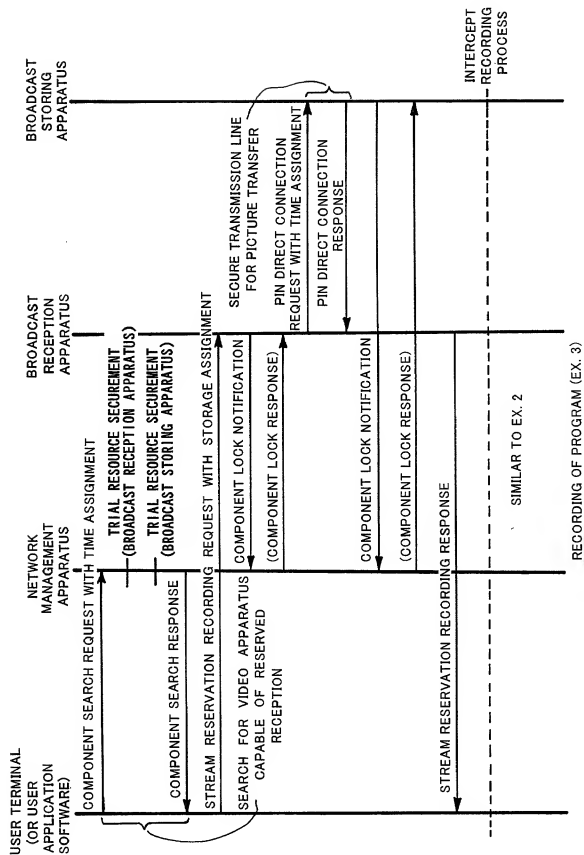 USER TERMINAL
(OR USER
APPLICATION
SOFTWARE)
NETWORK
MANAGEMENT
APPARATUS
BROADCAST
RECEPTION
APPARATUS
BROADCAST
STORING
APPARATUS
COMPONENT SEARCH REQUEST WITH TIME ASSIGNMENT
TRIAL RESOURCE SECUREMENT
(BROADCAST RECEPTION APPARATUS)
TRIAL RESOURCE SECUREMENT
(BROADCAST STORING APPARATUS)
COMPONENT SEARCH RESPONSE
STREAM RESERVATION RECORDING REQUEST WITH STORAGE ASSIGNMENT
SEARCH FOR VIDEO APPARATUS
CAPABLE OF RESERVED
RECEPTION
COMPONENT LOCK NOTIFICATION
(COMPONENT LOCK RESPONSE)
SECURE TRANSMISSION LINE
FOR PICTURE TRANSFER
PIN DIRECT CONNECTION
REQUEST WITH TIME ASSIGNMENT
PIN DIRECT CONNECTION
RESPONSE
COMPONENT LOCK NOTIFICATION
(COMPONENT LOCK RESPONSE)
STREAM RESERVATION RECORDING RESPONSE
INTERCEPT
RECORDING
PROCESS
SIMILAR TO EX. 2
RECORDING OF PROGRAM (EX. 3)